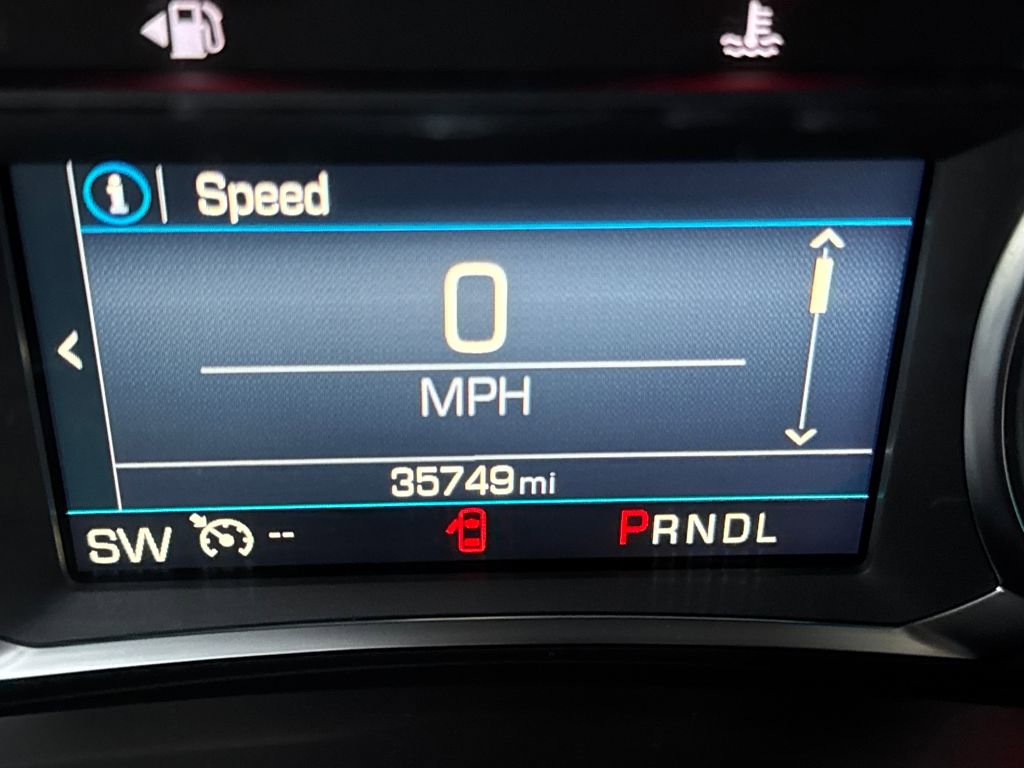 Speed
0
MPH
35749mi
SW --
PRNDL